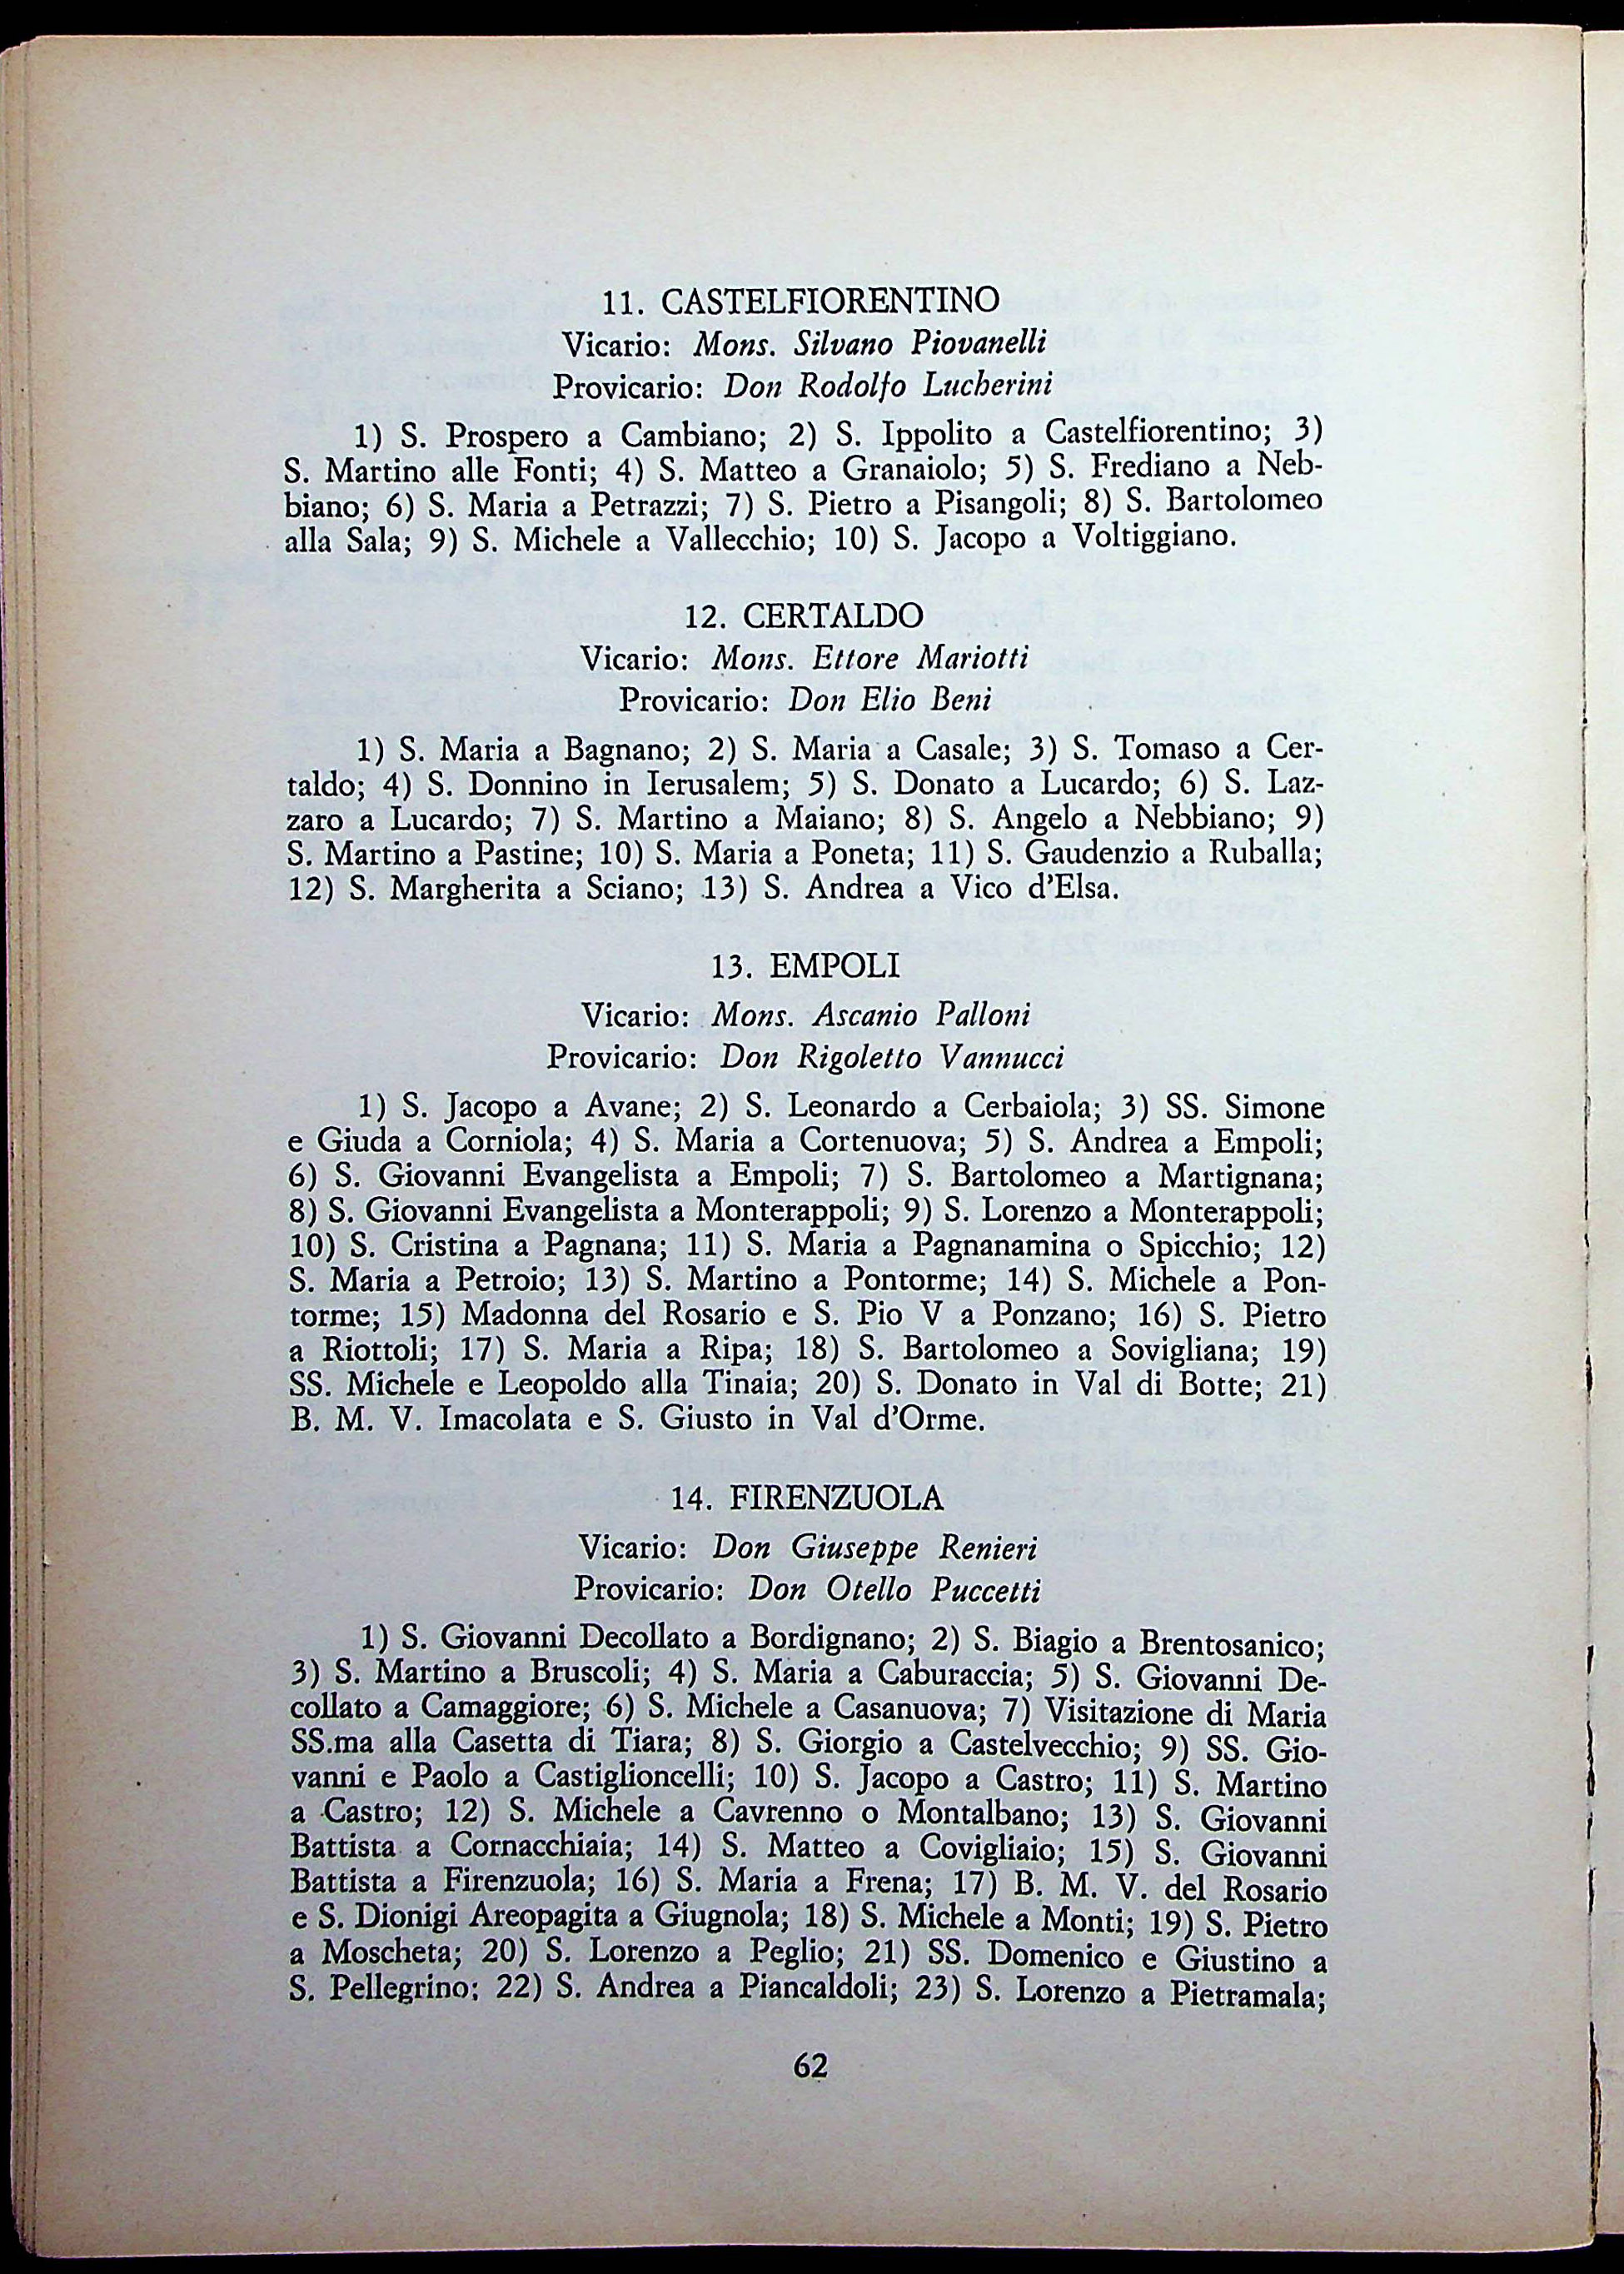 11. CASTELFIORENTINO
Vicario: Mons. Silvano Piovanelli
Provicario: Don Rodolfo Lucherini
1) S. Prospero a Cambiano; 2) S. Ippolito a Castelfiorentino; 3)
S. Martino alle Fonti; 4) S. Matteo a Granaiolo; 5) S. Frediano a Neb-
biano; 6) S. Maria a Petrazzi; 7) S. Pietro a Pisangoli; 8) S. Bartolomeo
alla Sala; 9) S. Michele a Vallecchio; 10) S. Jacopo a Voltiggiano.
12. CERTALDO
Vicario: Mons. Ettore Mariotti
Provicario: Don Elio Beni
1) S. Maria a Bagnano; 2) S. Maria a Casale; 3) S. Tomaso a Cer-
taldo; 4) S. Donnino in Ierusalem; 5) S. Donato a Lucardo; 6) S. Laz-
zaro a Lucardo; 7) S. Martino a Maiano; 8) S. Angelo a Nebbiano; 9)
S. Martino a Pastine; 10) S. Maria a Poneta; 11) S. Gaudenzio a Ruballa;
12) S. Margherita a Sciano; 13) S. Andrea a Vico d'Elsa.
13. EMPOLI
Vicario: Mons. Ascanio Palloni
Provicario: Don Rigoletto Vannucci
1) S. Jacopo a Avane; 2) S. Leonardo a Cerbaiola; 3) SS. Simone
e Giuda a Corniola; 4) S. Maria a Cortenuova; 5) S. Andrea a Empoli;
6) S. Giovanni Evangelista a Empoli; 7) S. Bartolomeo a Martignana;
8) S. Giovanni Evangelista a Monterappoli; 9) S. Lorenzo a Monterappoli;
10) S. Cristina a Pagnana; 11) S. Maria a Pagnanamina o Spicchio; 12)
S. Maria a Petroio; 13) S. Martino a Pontorme; 14) S. Michele a Pon-
torme; 15) Madonna del Rosario e S. Pio V a Ponzano; 16) S. Pietro
a Riottoli; 17) S. Maria a Ripa; 18) S. Bartolomeo a Sovigliana; 19)
SS. Michele e Leopoldo alla Tinaia; 20) S. Donato in Val di Botte; 21)
B. M. V. Imacolata e S. Giusto in Val d'Orme.
14. FIRENZUOLA
Vicario: Don Giuseppe Renieri
Provicario: Don Otello Puccetti
1) S. Giovanni Decollato a Bordignano; 2) S. Biagio a Brentosanico;
3) S. Martino a Bruscoli; 4) S. Maria a Caburaccia; 5) S. Giovanni De-
collato a Camaggiore; 6) S. Michele a Casanuova; 7) Visitazione di Maria
SS.ma alla Casetta di Tiara; 8) S. Giorgio a Castelvecchio; 9) SS. Gio-
vanni e Paolo a Castiglioncelli; 10) S. Jacopo a Castro; 11) S. Martino
a Castro; 12) S. Michele a Cavrenno o Montalbano; 13) S. Giovanni
Battista a Cornacchiaia; 14) S. Matteo a Covigliaio; 15) S. Giovanni
Battista a Firenzuola; 16) S. Maria a Frena; 17) B. M. V. del Rosario
e S. Dionigi Areopagita a Giugnola; 18) S. Michele a Monti; 19) S. Pietro
a Moscheta; 20) S. Lorenzo a Peglio; 21) SS. Domenico e Giustino a
S. Pellegrino; 22) S. Andrea a Piancaldoli; 23) S. Lorenzo a Pietramala;
62